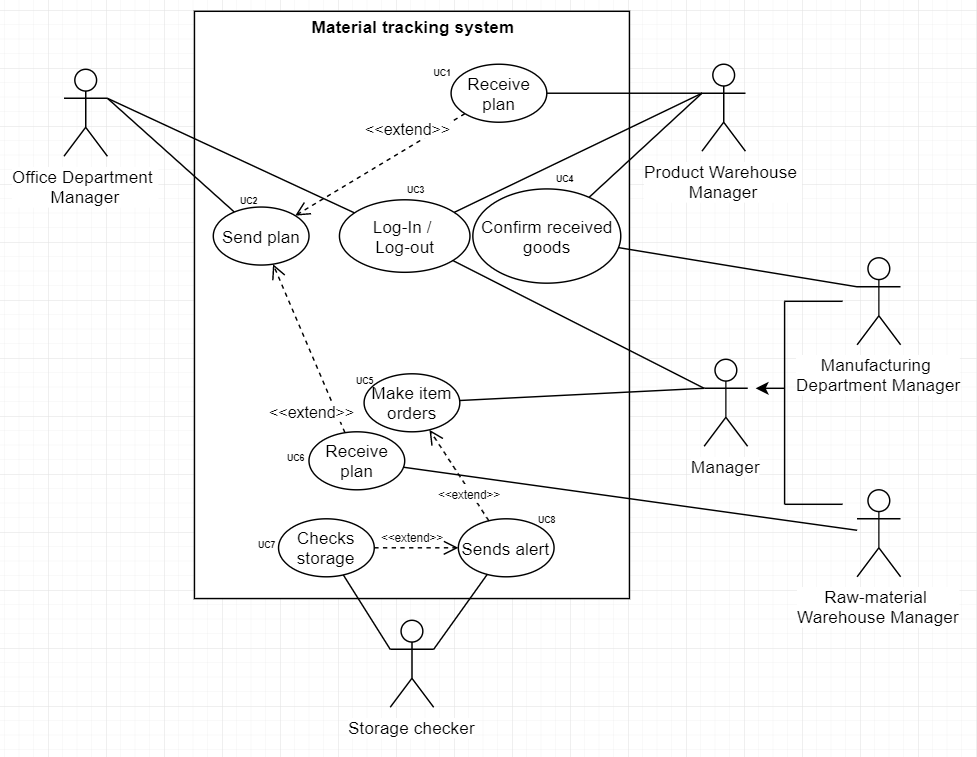 Material tracking system
UC1
Receive
plan
<<extend>>
Office Department
Manager
Product Warehouse
Manager
UC2
Send plan
UC3
Log-In /
Log-out
UC4
Confirm received
goods
Manufacturing
Department Manager
UC5
Make item
orders
<<extend>>
Manager
UC6
Receive
plan
<<extend>>
UC7
Checks
storage
<<extend>>
UC8
Sends alert
Raw-material
Warehouse Manager
Storage checker